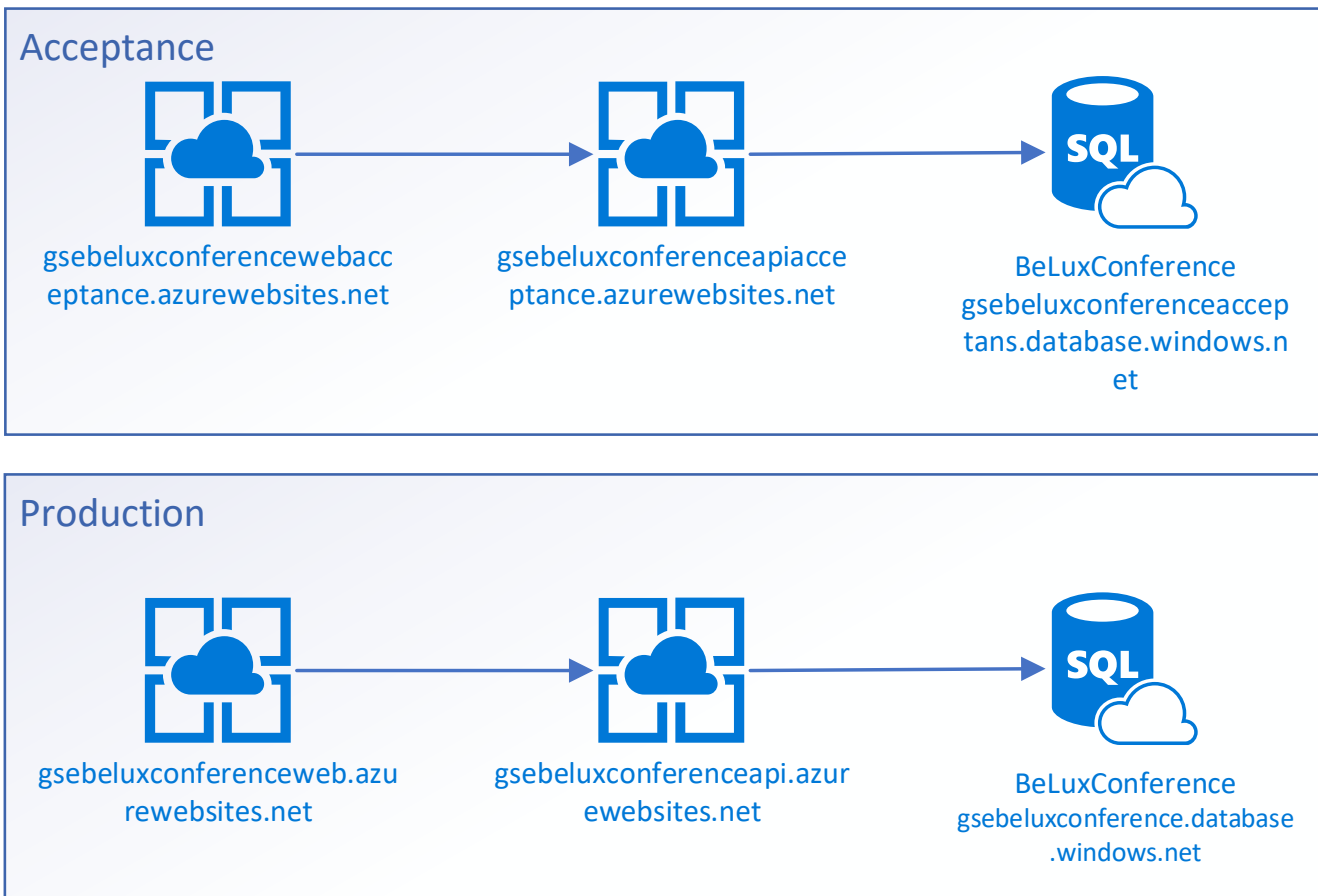 Acceptance
gsebeluxconferencewebacc
eptance.azurewebsites.net
gsebeluxconferenceapiacce
ptance.azurewebsites.net
SQL
BeLuxConference
gsebeluxconferenceaccep
tans.database.windows.n
et
Production
gsebeluxconferenceweb.azu
rewebsites.net
gsebeluxconferenceapi.azur
ewebsites.net
SQL
BeLuxConference
gsebeluxconference.database
.windows.net